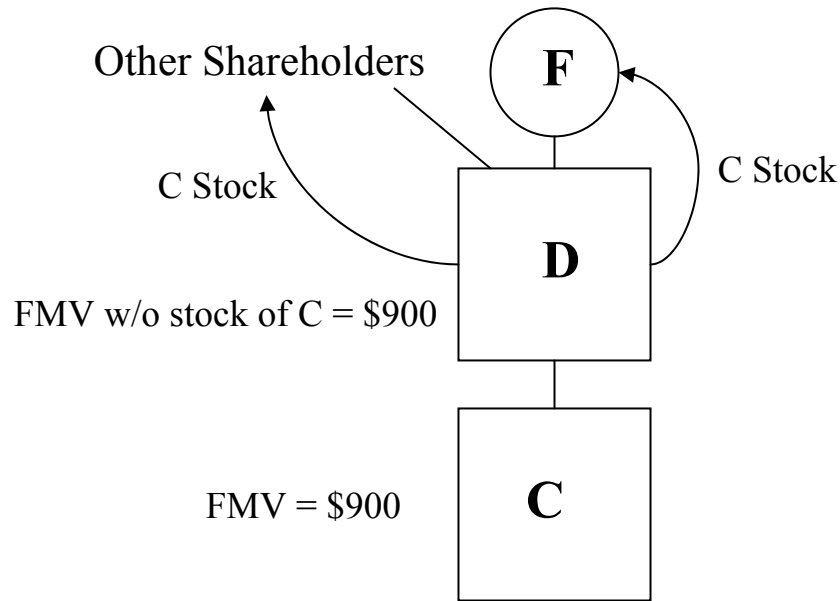 Other Shareholders
F
C Stock
C Stock
D
FMV w/o stock of C = $900
FMV = $900
C